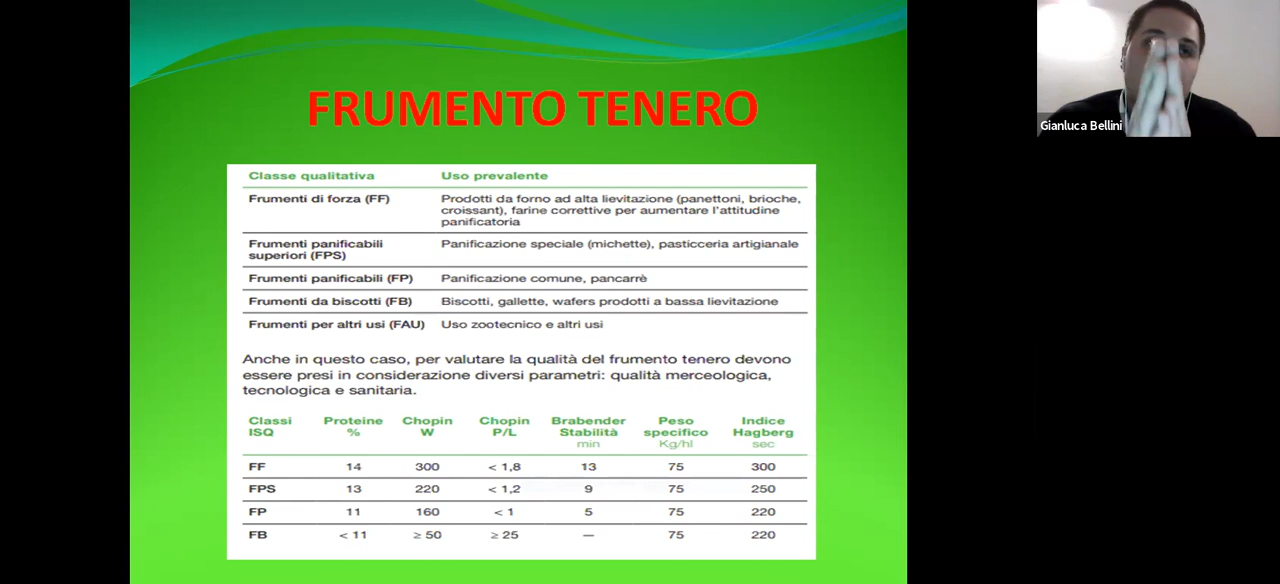 FRUMENTO TENERO
Gianluca Bellini
Classe qualitativa Uso prevalente
Frumenti di forza (FF) Prodotti da forno ad alta lievitazione (panettoni, brioche,
croissant), farine correttive per aumentare l'attitudine
panificatoria
Frumenti panificabili Panificazione speciale (michette), pasticceria artigianale
superiori (FPS)
Frumenti panificabili (FP) Panificazione comune, pancarrè
Frumenti da biscotti (FB) Biscotti, gallette, wafers prodotti a bassa lievitazione
Frumenti per altri usi (FAU) Uso zootecnico e altri usi
Anche in questo caso, per valutare la qualità del frumento tenero devono
essere presi in considerazione diversi parametri: qualità merceologica,
tecnologica e sanitaria.
Classi Proteine Chopin Chopin Brabender Peso Indice
ISQ % W P/L Stabilità specifico Hagberg
min Kg/hl sec
FF 14 300 < 1,8 13 75 300
FPS 13 220 < 1,2 9 75 250
FP 11 160 < 1 5 75 220
FB < 11 ≥ 50 ≥ 25 — 75 220